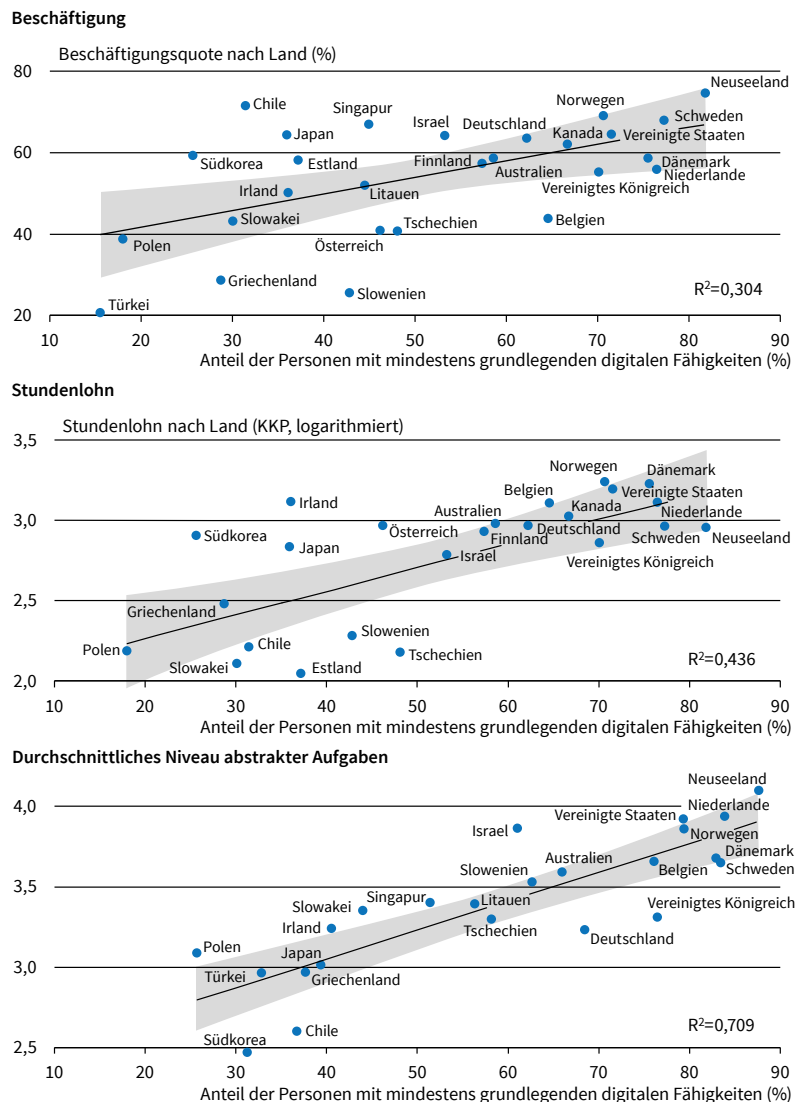 Beschäftigung
Beschäftigungsquote nach Land (%)
80
60
40
20
Neuseeland
Chile
Singapur
Norwegen
Schweden
Japan
Israel
Deutschland
Kanada
Vereinigte Staaten
Südkorea
Estland
Finnland
Dänemark
Australien
Niederlande
Irland
Litauen
Vereinigtes Königreich
Slowakei
Tschechien
Belgien
Polen
Österreich
Griechenland
Slowenien
Türkei
R²=0,304
10 20 30 40 50 60 70 80 90
Anteil der Personen mit mindestens grundlegenden digitalen Fähigkeiten (%)
Stundenlohn
Stundenlohn nach Land (KKP, logarithmiert)
3,5
3,0
2,5
2,0
Norwegen
Dänemark
Belgien
Vereinigte Staaten
Irland
Australien
Kanada
Niederlande
Südkorea
Österreich
Finnland
Deutschland
Schweden
Neuseeland
Japan
Israel
Vereinigtes Königreich
Griechenland
Polen
Chile
Slowenien
Tschechien
Slowakei
Estland
R²=0,436
10 20 30 40 50 60 70 80 90
Anteil der Personen mit mindestens grundlegenden digitalen Fähigkeiten (%)
Durchschnittliches Niveau abstrakter Aufgaben
4,0
3,5
3,0
2,5
Neuseeland
Niederlande
Vereinigte Staaten
Israel
Norwegen
Australien
Dänemark
Slowenien
Belgien
Schweden
Singapur
Litauen
Slowakei
Vereinigtes Königreich
Irland
Tschechien
Deutschland
Polen
Japan
Türkei
Griechenland
Chile
Südkorea
R²=0,709
10 20 30 40 50 60 70 80 90
Anteil der Personen mit mindestens grundlegenden digitalen Fähigkeiten (%)